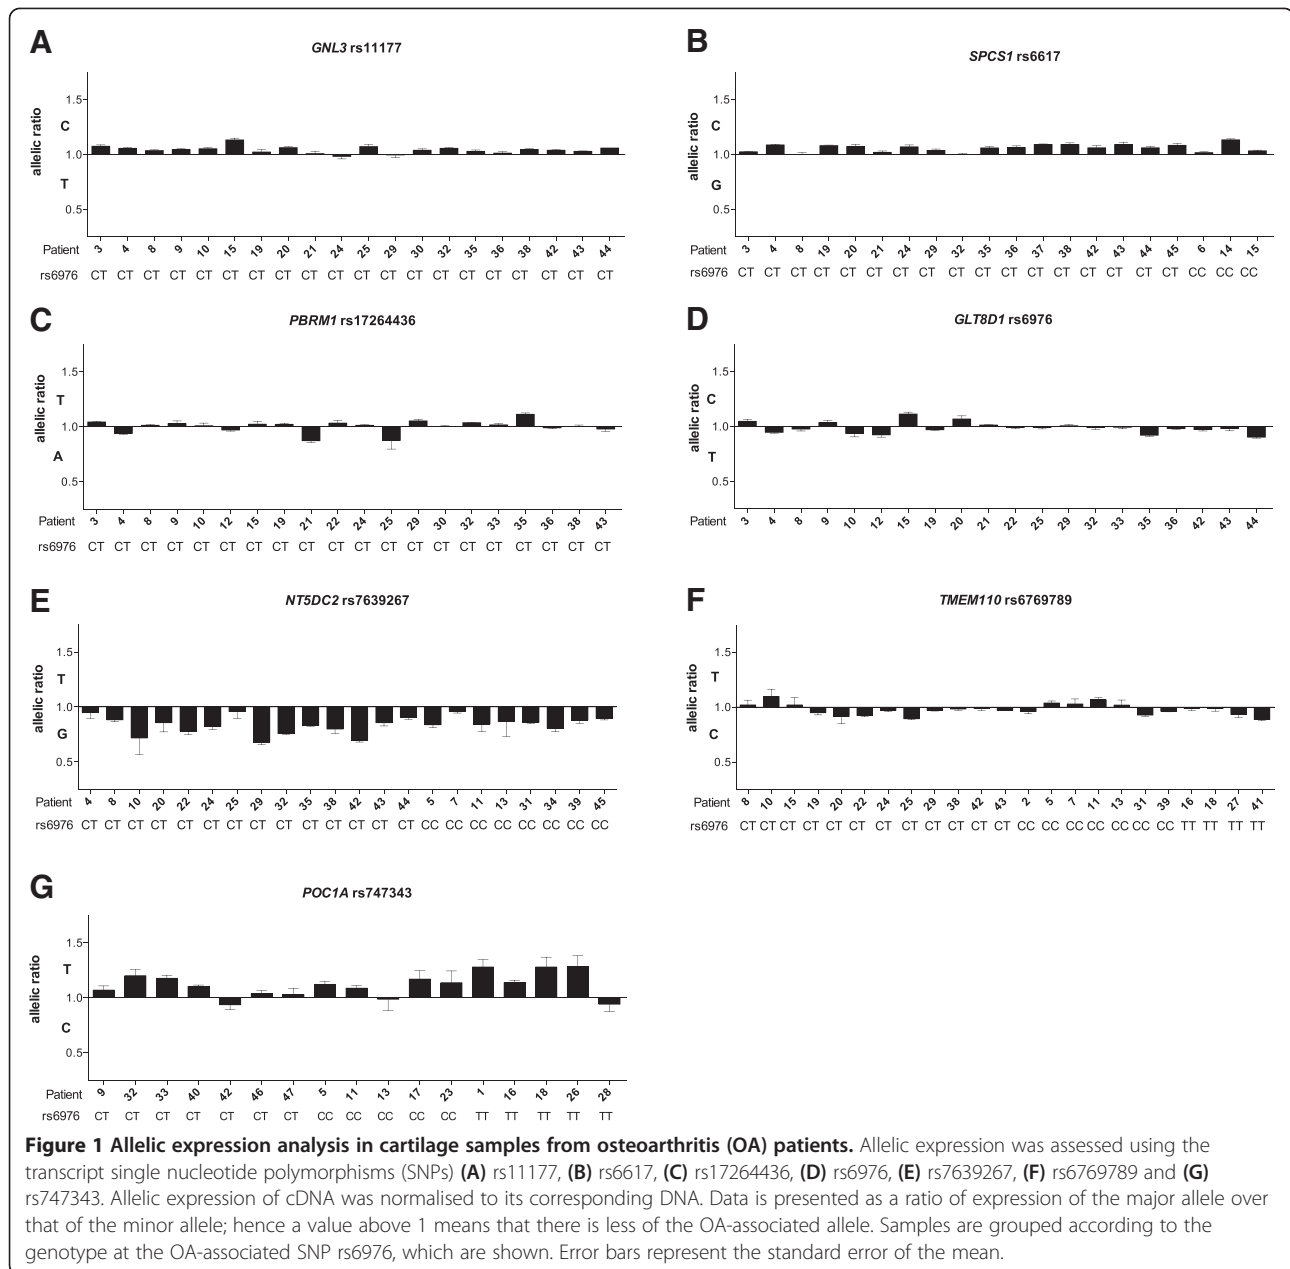 A
GNL3 rs11177
allelic ratio
1.5
C
1.0
T
0.5
Patient 3 4 8 9 10 15 19 20 21 24 25 29 30 32 35 36 38 42 43 44
rs6976 CT CT CT CT CT CT CT CT CT CT CT CT CT CT CT CT CT CT CT CT
B
SPCS1 rs6617
allelic ratio
1.5
C
1.0
G
0.5
Patient 3 4 8 19 20 21 24 29 32 35 36 37 38 42 43 44 45 6 14 15
rs6976 CT CT CT CT CT CT CT CT CT CT CT CT CT CT CT CT CT CC CC CC
C
PBRM1 rs17264436
allelic ratio
1.5
T
1.0
A
0.5
Patient 3 4 8 9 10 12 15 19 21 22 24 25 29 30 32 33 35 36 38 43
rs6976 CT CT CT CT CT CT CT CT CT CT CT CT CT CT CT CT CT CT CT CT
D
GLT8D1 rs6976
allelic ratio
1.5
C
1.0
T
0.5
Patient 3 4 8 9 10 12 15 19 20 21 22 25 29 32 33 35 36 42 43 44
E
NT5DC2 rs7639267
allelic ratio
1.5
T
1.0
G
0.5
Patient 4 8 10 20 22 24 25 29 32 35 38 42 43 44 5 7 11 13 31 34 39 45
rs6976 CT CT CT CT CT CT CT CT CT CT CT CT CT CT CC CC CC CC CC CC CC CC
F
TMEM110 rs6769789
allelic ratio
1.5
T
1.0
C
0.5
Patient 8 10 15 19 20 22 24 25 29 38 42 43 2 5 7 11 13 31 39 16 18 27 41
rs6976 CT CT CT CT CT CT CT CT CT CT CT CT CC CC CC CC CC CC CC TT TT TT TT
G
POC1A rs747343
allelic ratio
1.5
T
1.0
C
0.5
Patient 9 32 33 40 42 46 47 5 11 13 17 23 1 16 18 26 28
rs6976 CT CT CT CT CT CT CT CC CC CC CC CC TT TT TT TT TT
Figure 1 Allelic expression analysis in cartilage samples from osteoarthritis (OA) patients. Allelic expression was assessed using the
transcript single nucleotide polymorphisms (SNPs) (A) rs11177, (B) rs6617, (C) rs17264436, (D) rs6976, (E) rs7639267, (F) rs6769789 and (G)
rs747343. Allelic expression of cDNA was normalised to its corresponding DNA. Data is presented as a ratio of expression of the major allele over
that of the minor allele; hence a value above 1 means that there is less of the OA-associated allele. Samples are grouped according to the
genotype at the OA-associated SNP rs6976, which are shown. Error bars represent the standard error of the mean.